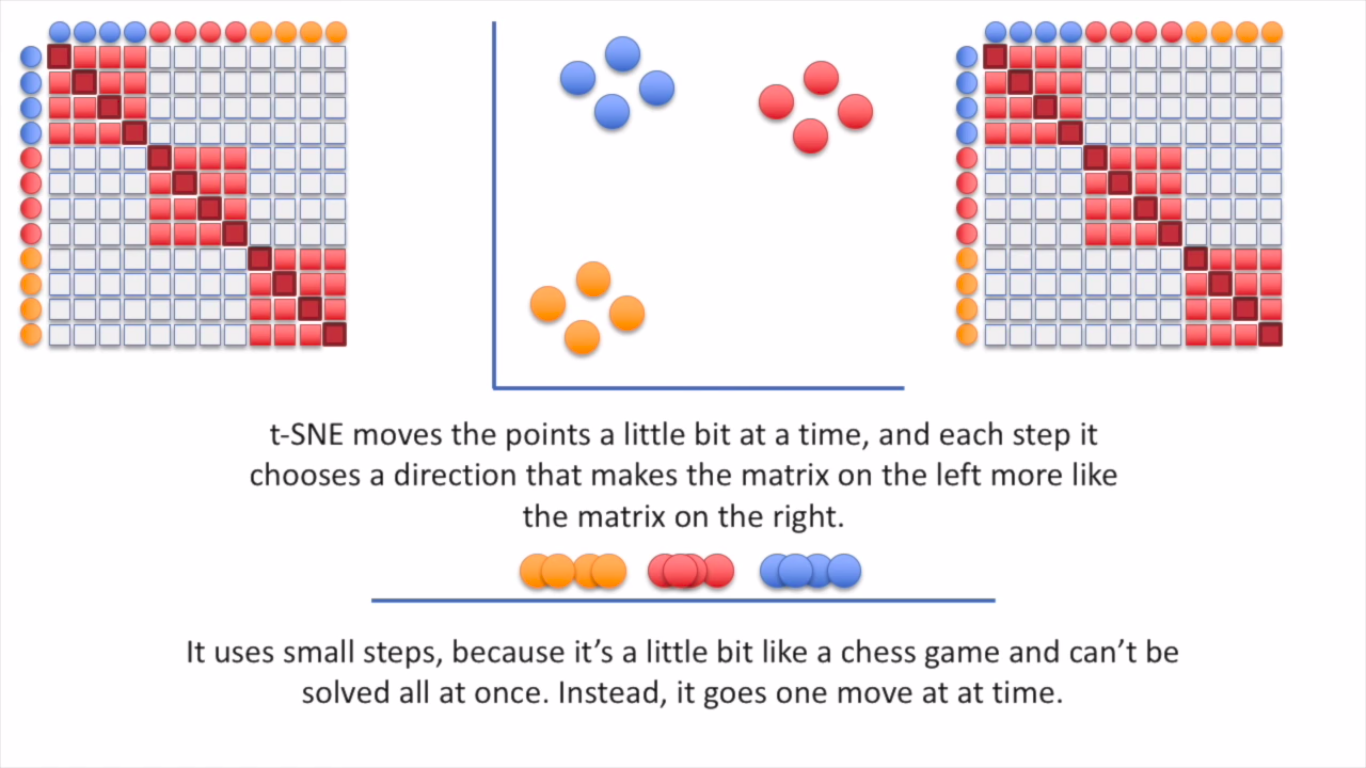 t-SNE moves the points a little bit at a time, and each step it
chooses a direction that makes the matrix on the left more like
the matrix on the right.
It uses small steps, because it’s a little bit like a chess game and can’t be
solved all at once. Instead, it goes one move at at time.